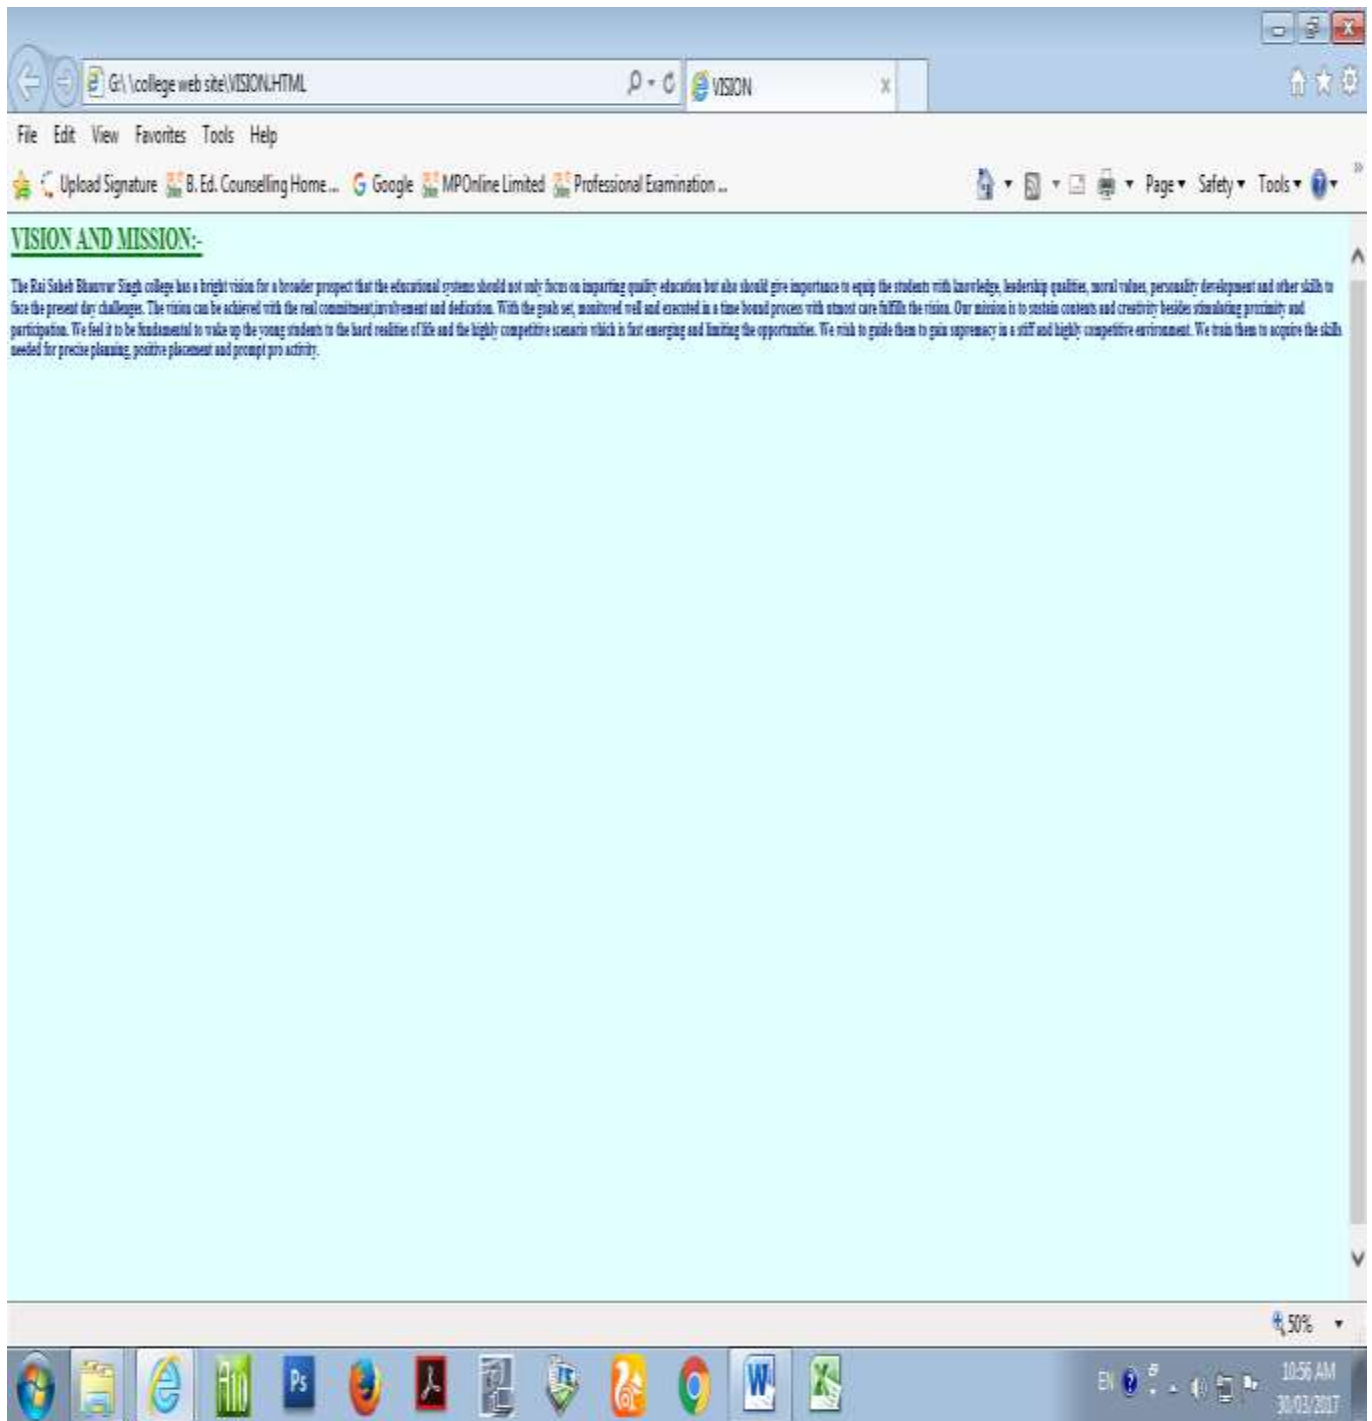 G:\ \college web site\VISION.HTML
VISION
File Edit View Favorites Tools Help
Upload Signature B. Ed. Counselling Home ... G Google MPOnline Limited Professional Examination ... Page Safety Tools
VISION AND MISSION:-
The Rai Saheb Bhanwar Singh college has a bright vision for a broader prospect that the educational systems should not only focus on imparting quality education but also should give importance to equip the students with knowledge, leadership qualities, moral values, personality development and other skills to
face the present day challenges. The vision can be achieved with the real commitment,involvement and dedication. With the goals set, monitored well and executed in a time bound process with utmost care fulfills the vision. Our mission is to sustain contents and creativity besides stimulating proximity and
participation. We feel it to be fundamental to wake up the young students to the hard realities of life and the highly competitive scenario which is fast emerging and limiting the opportunities. We wish to guide them to gain supremacy in a stiff and highly competitive environment. We train them to acquire the skills
needed for precise planning, positive placement and prompt pro activity.
50%
Ps
W
X
EN
10:56 AM
30/03/2017